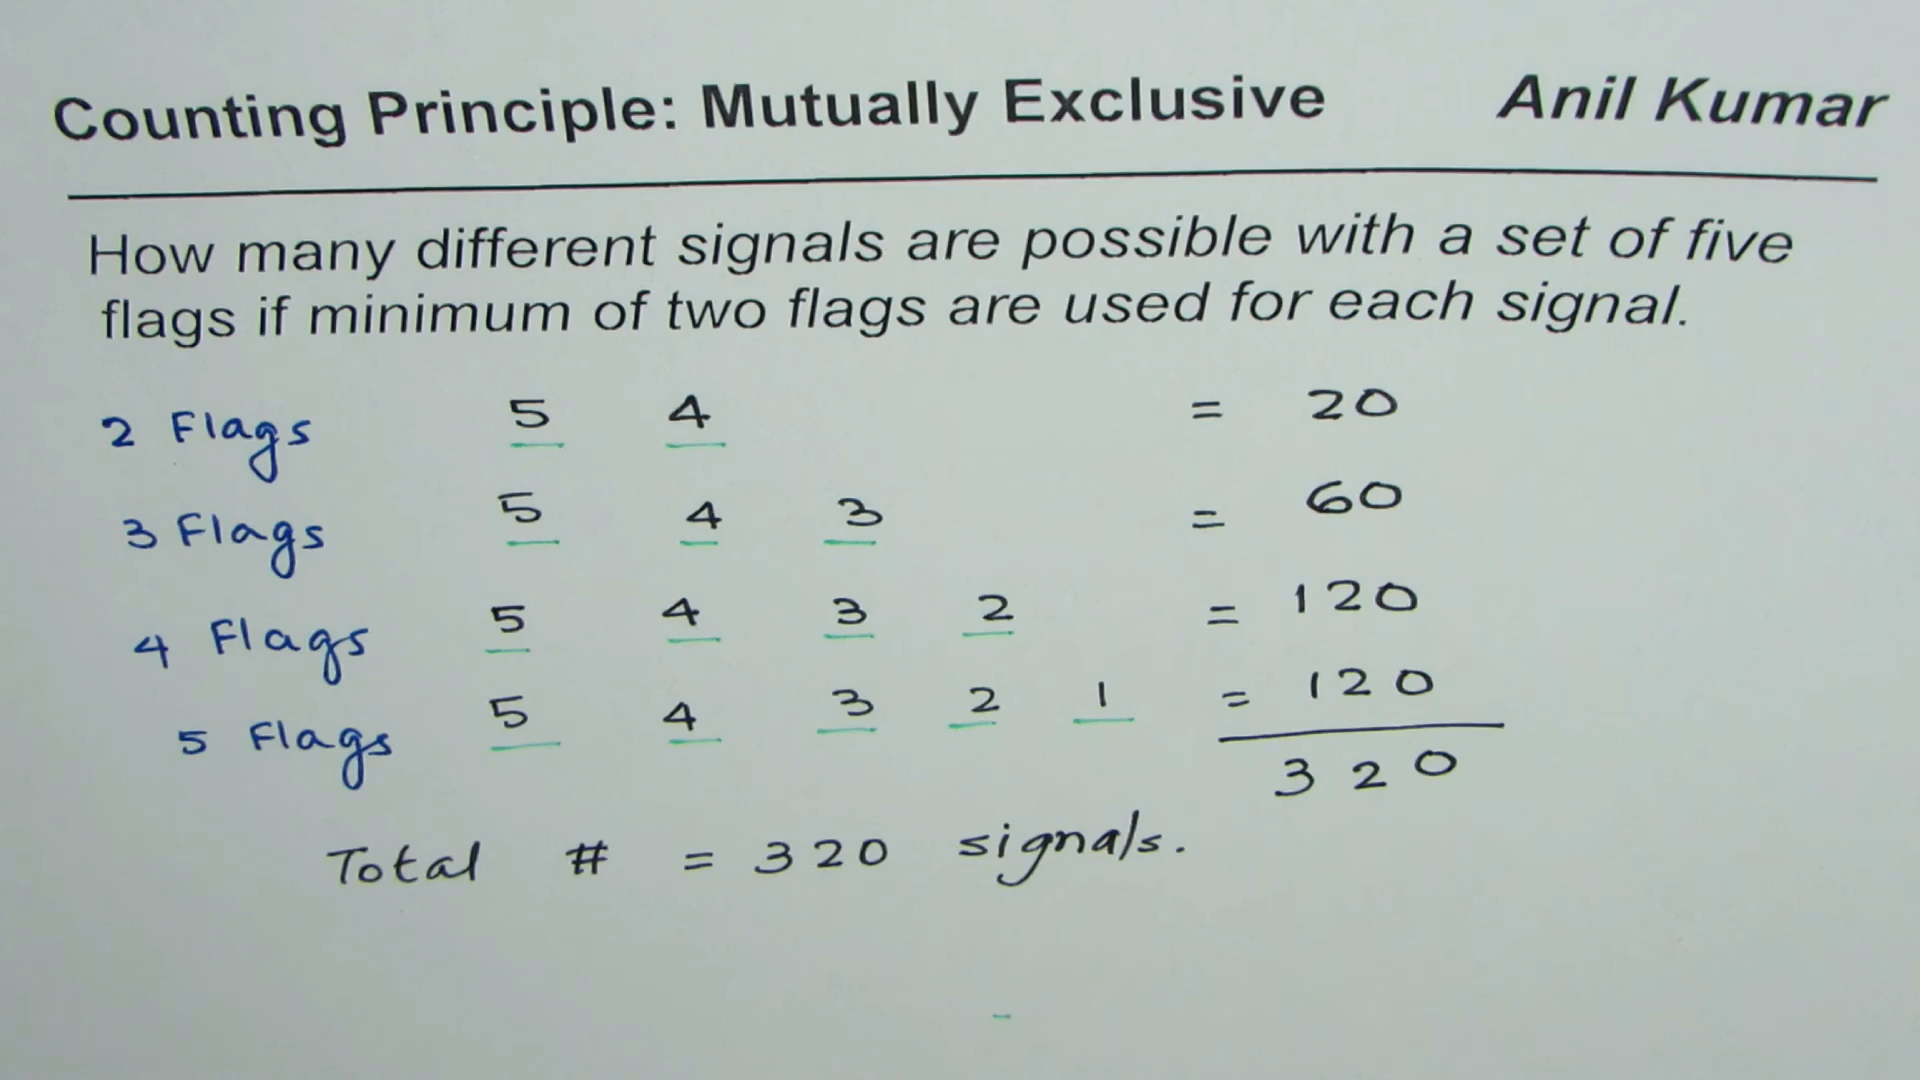 Counting Principle: Mutually Exclusive Anil Kumar
How many different signals are possible with a set of five
flags if minimum of two flags are used for each signal.
2 Flags 5 4 = 20
3 Flags 5 4 3 = 60
4 Flags 5 4 3 2 = 120
5 Flags 5 4 3 2 1 = 120
320
Total # = 320 signals.